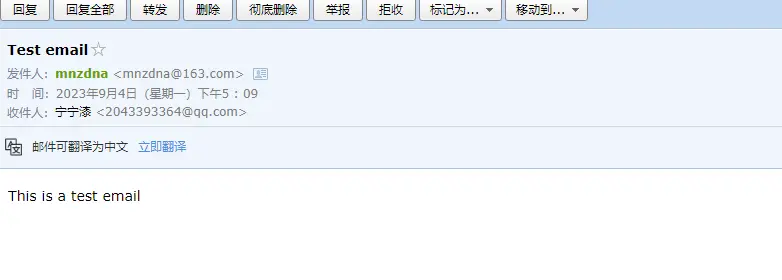 回复 回复全部 转发 删除 彻底删除 举报 拒收 标记为... 移动到...
Test email
发件人: mnzdna <mnzdna@163.com>
时 间: 2023年9月4日 (星期一) 下午5:09
收件人: 宁宁漆 <2043393364@qq.com>
邮件可翻译为中文 立即翻译
This is a test email